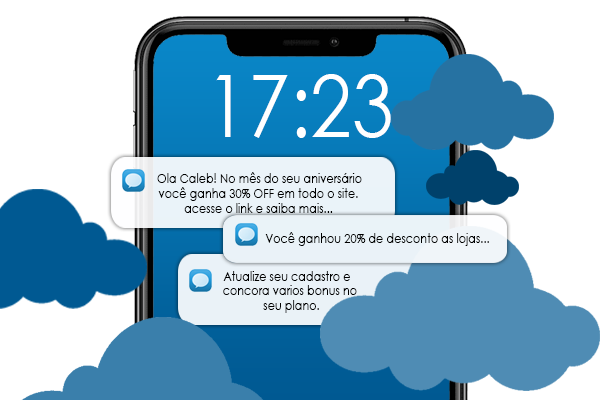 17:23
Ola Caleb! No mês do seu aniversário
você ganha 30% OFF em todo o site.
acesse o link e saiba mais...
Você ganhou 20% de desconto as lojas...
Atualize seu cadastro e
concora varios bonus no
seu plano.